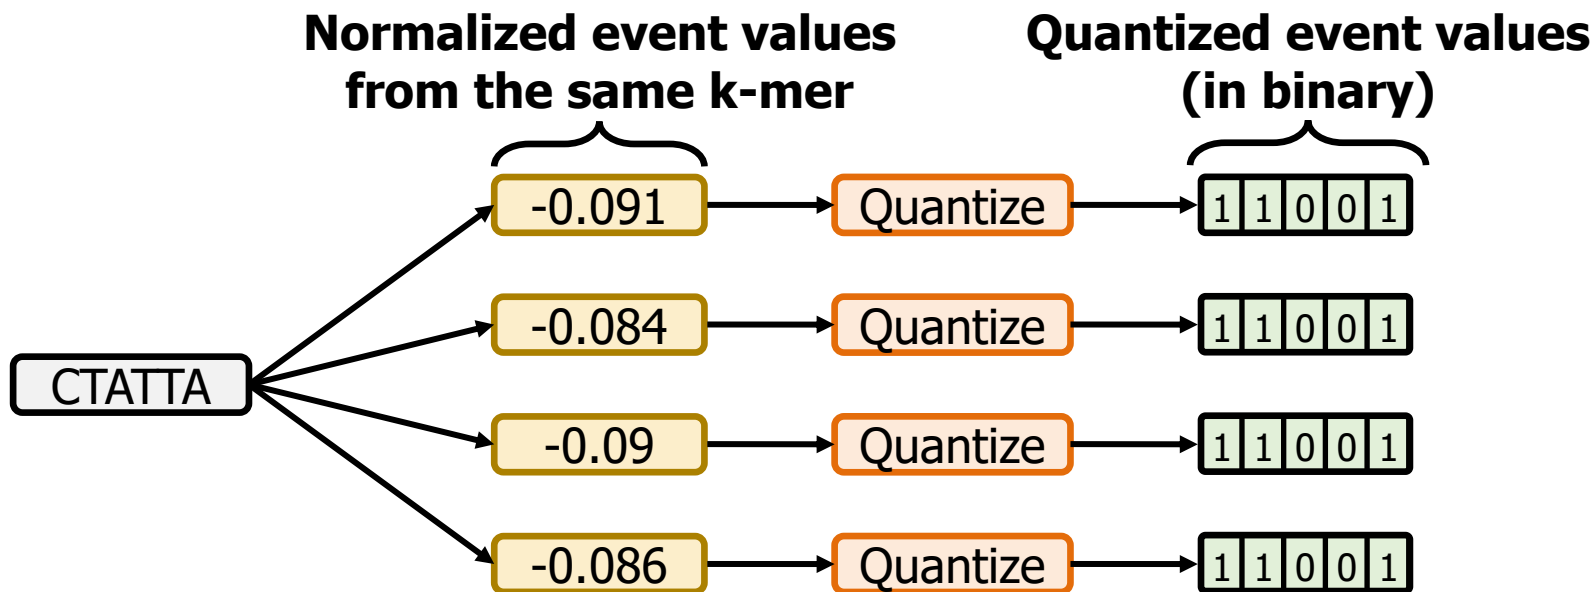 Normalized event values
from the same k-mer
Quantized event values
(in binary)
-0.091 Quantize 1 1 0 0 1
-0.084 Quantize 1 1 0 0 1
CTATTA
-0.09 Quantize 1 1 0 0 1
-0.086 Quantize 1 1 0 0 1